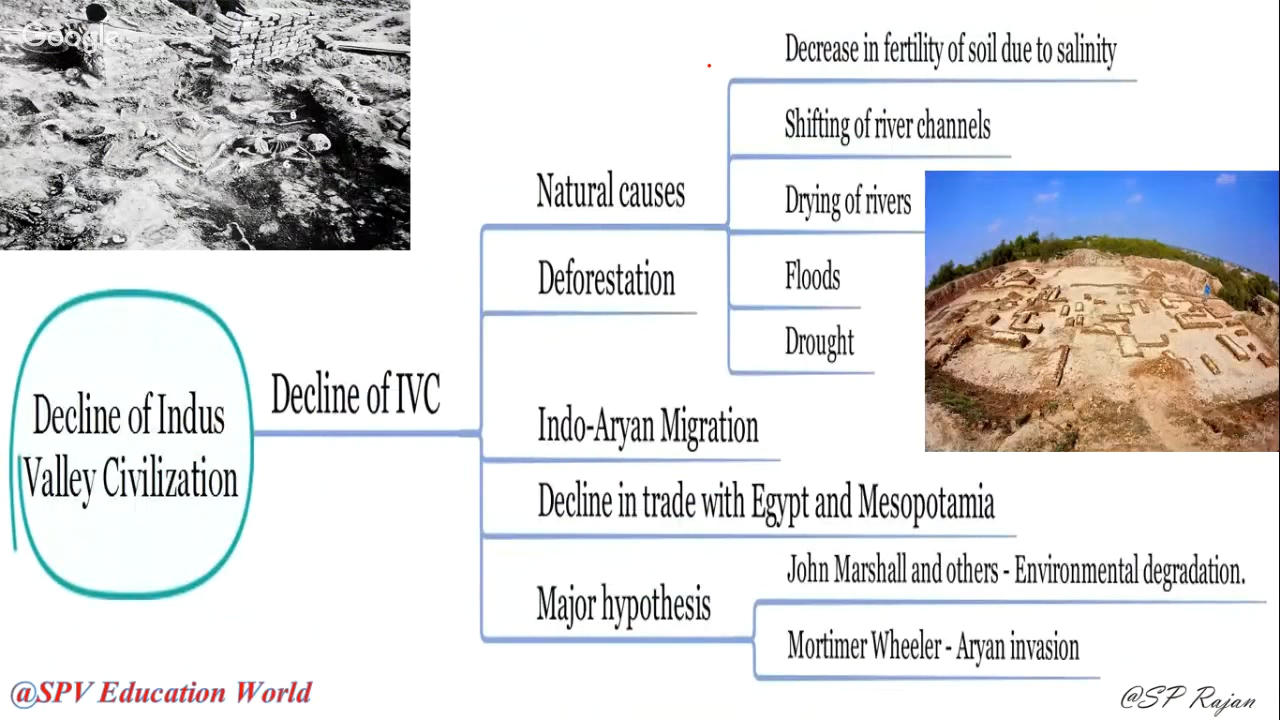 Google
Decrease in fertility of soil due to salinity
Shifting of river channels
Natural causes
Drying of rivers
Floods
Deforestation
Drought
Decline of IVC
Decline of Indus
Valley Civilization
Indo-Aryan Migration
Decline in trade with Egypt and Mesopotamia
Major hypothesis
John Marshall and others - Environmental degradation.
Mortimer Wheeler - Aryan invasion
@SPV Education World
@SP Rajan